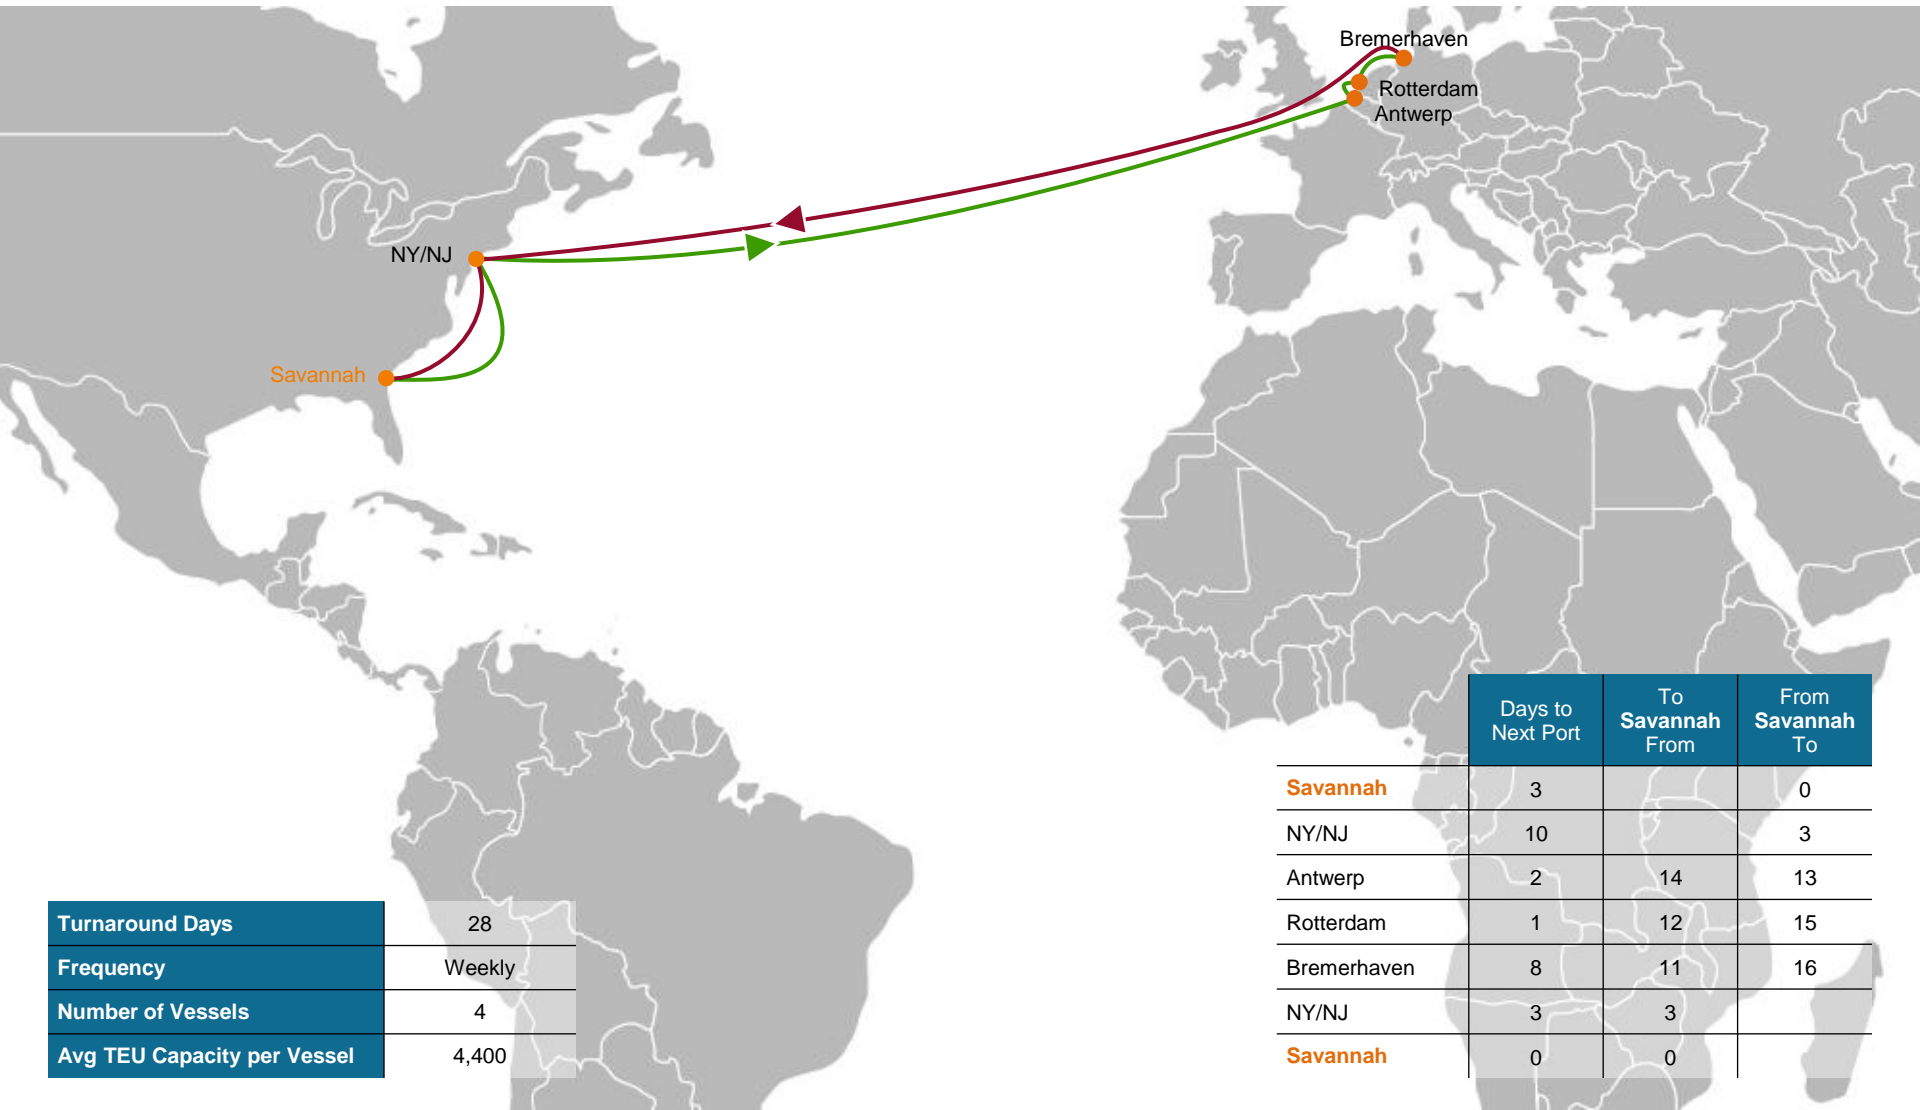 Bremerhaven
Rotterdam
Antwerp
NY/NJ
Savannah
Days to Next Port To Savannah From From Savannah To
Savannah 3 0
NY/NJ 10 3
Antwerp 2 14 13
Rotterdam 1 12 15
Bremerhaven 8 11 16
NY/NJ 3 3
Savannah 0 0
Turnaround Days 28
Frequency Weekly
Number of Vessels 4
Avg TEU Capacity per Vessel 4,400